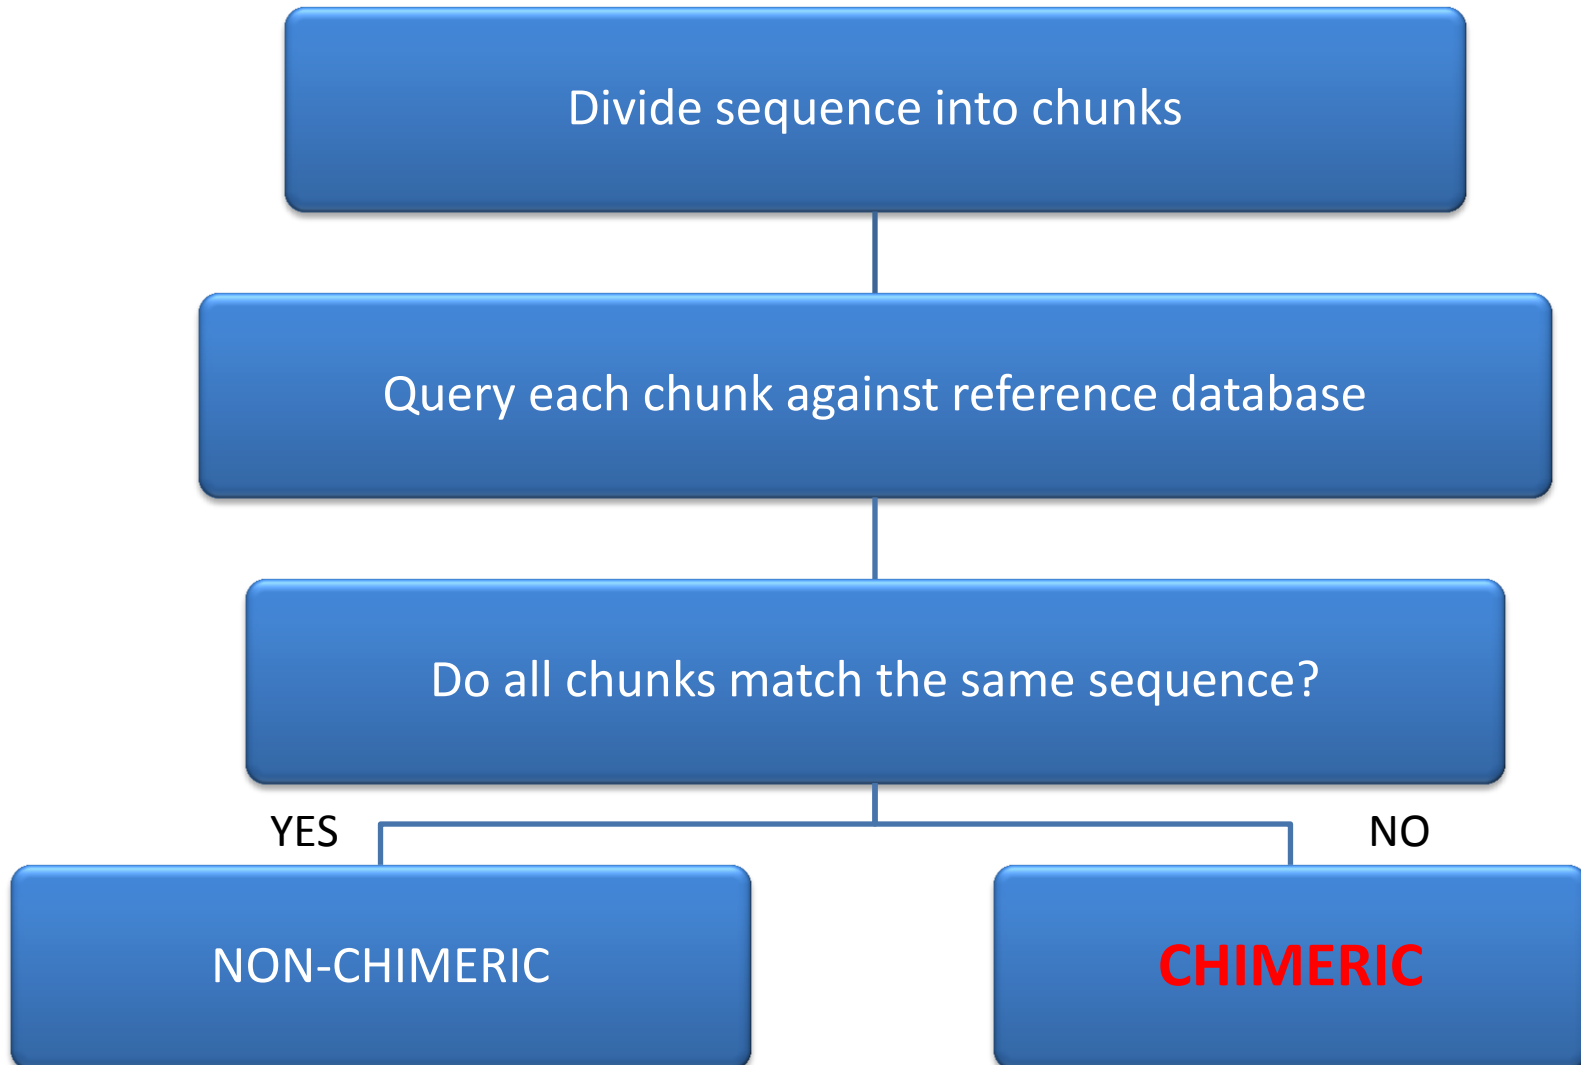 Divide sequence into chunks
Query each chunk against reference database
Do all chunks match the same sequence?
YES
NO
NON-CHIMERIC
CHIMERIC